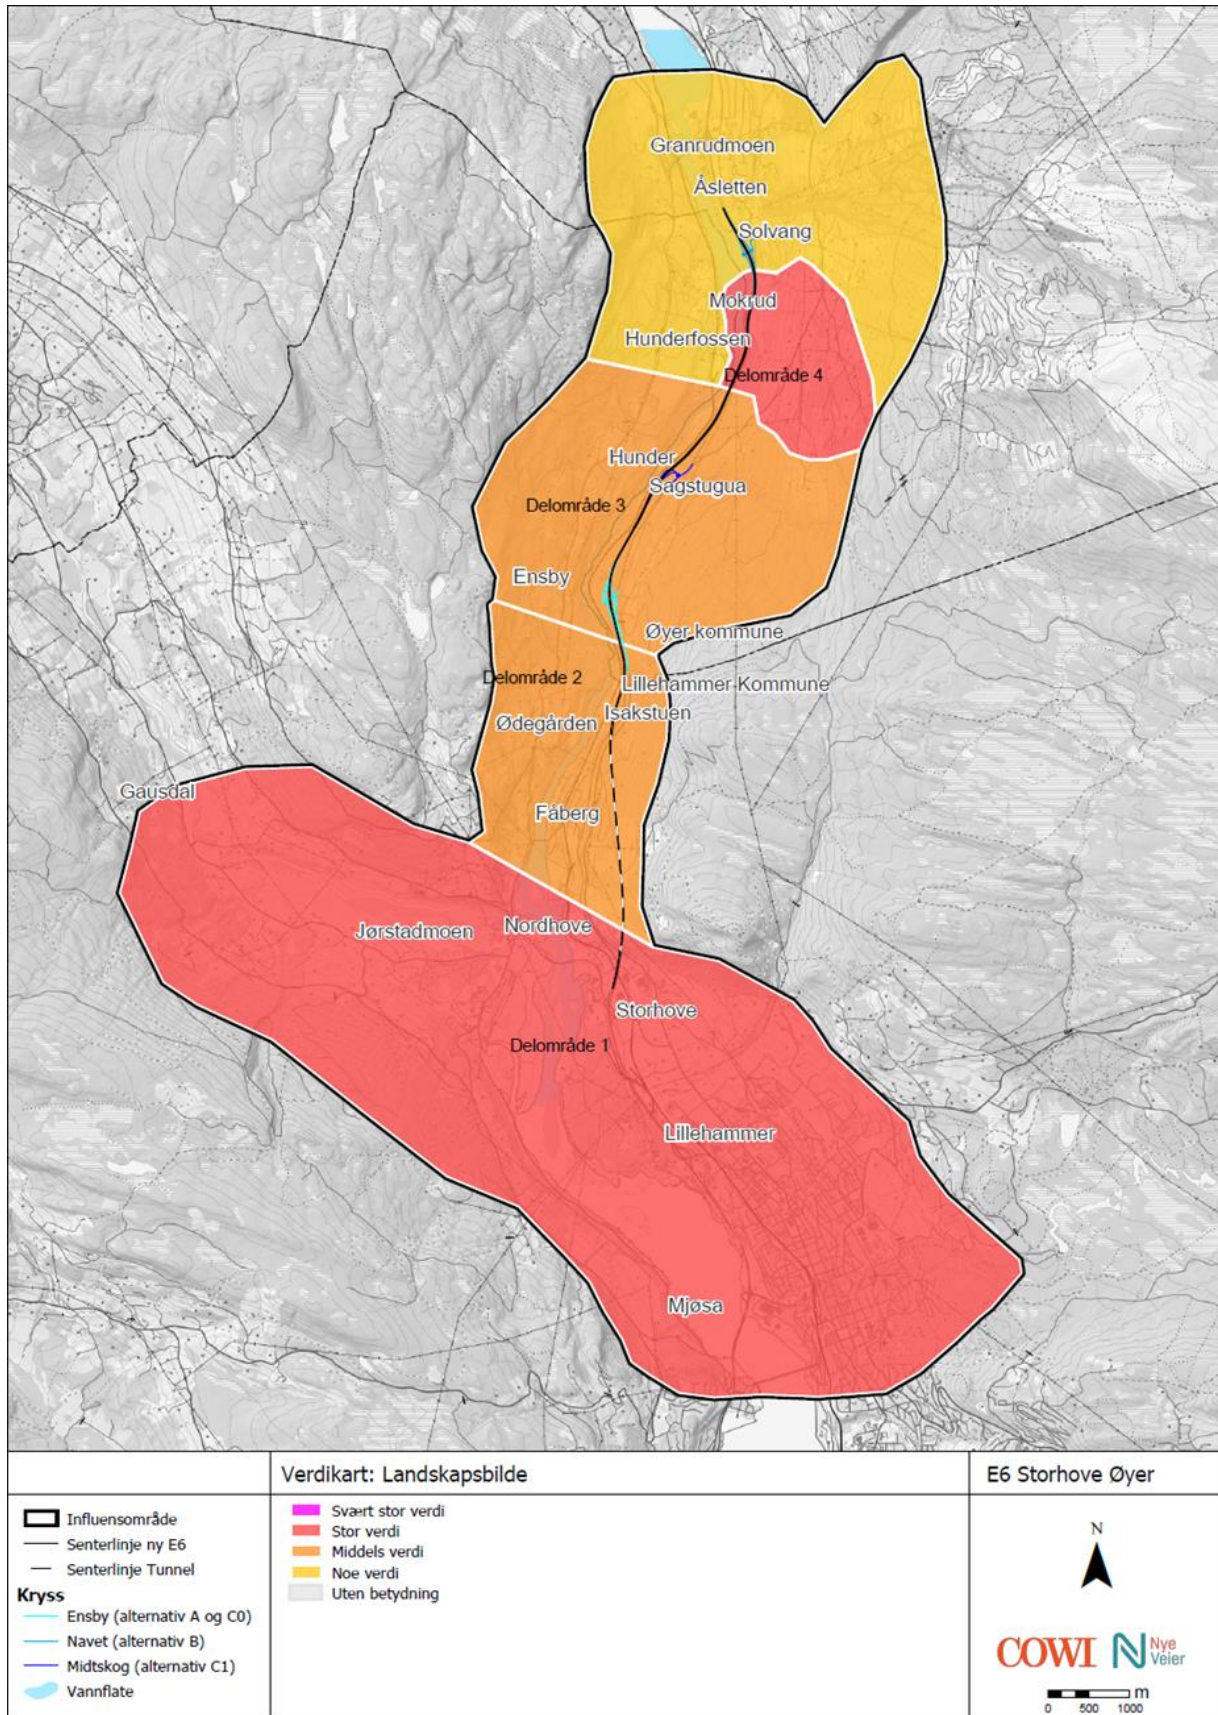 Granrudmoen
Åsletten
Solvang
Mokrud
Hunderfossen
Delområde 4
Hunder
Sagstugua
Delområde 3
Ensby
Øyer kommune
Delområde 2
Lillehammer Kommune
Isakstuen
Ødegården
Gausdal
Fåberg
Nordhove
Jørstadmoen
Storhove
Delområde 1
Lillehammer
Mjøsa
Verdikart: Landskapsbilde
E6 Storhove Øyer
Influensområde
Senterlinje ny E6
Senterlinje Tunnel
Kryss
Ensby (alternativ A og C0)
Navet (alternativ B)
Midtskog (alternativ C1)
Vannflate
Svært stor verdi
Stor verdi
Middels verdi
Noe verdi
Uten betydning
N
COWI
Nye
Veier
m
0 500 1000